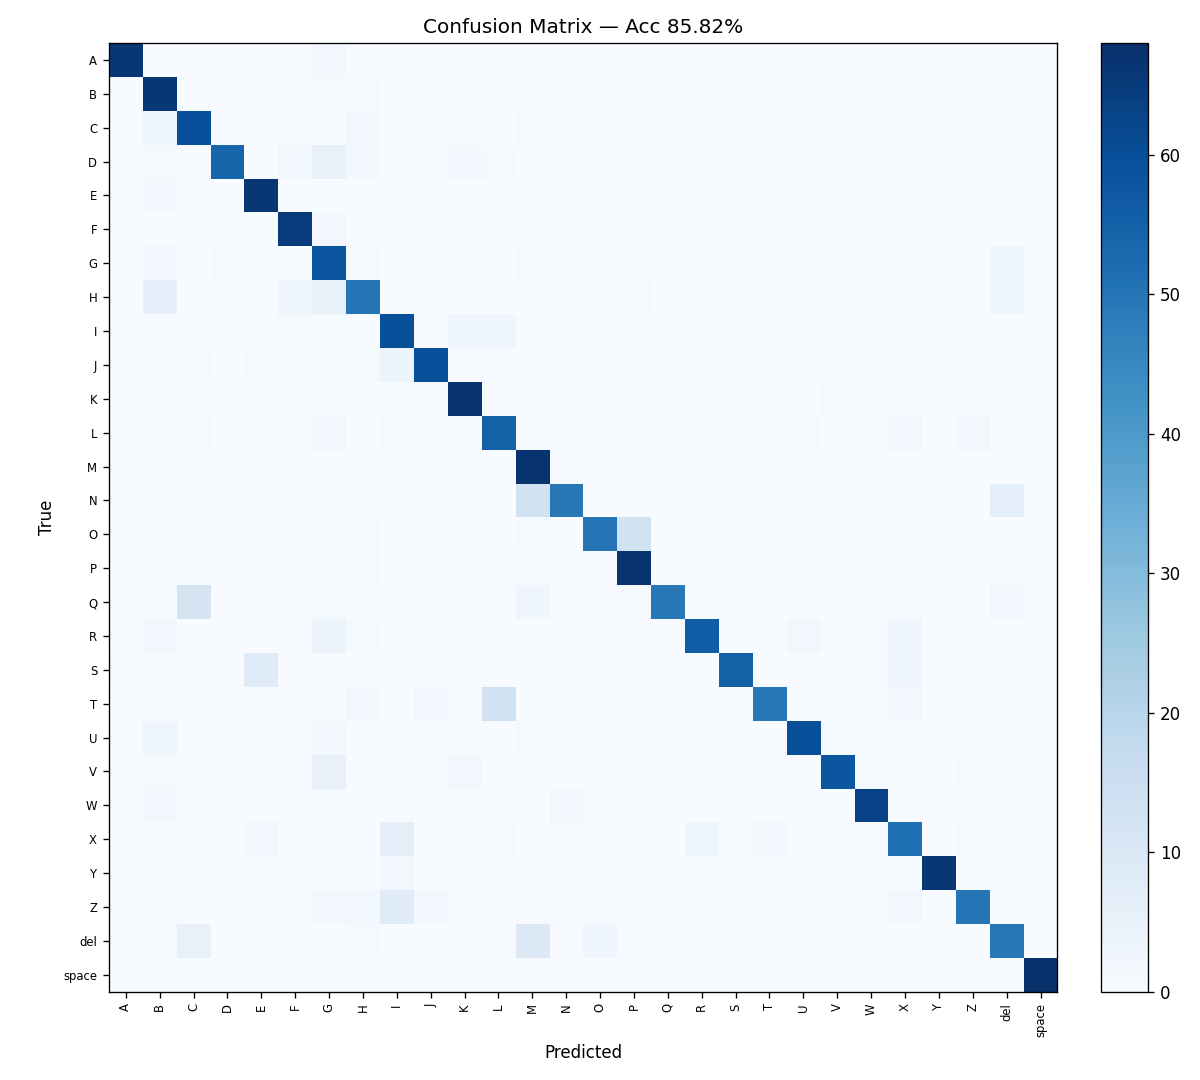 Confusion Matrix — Acc 85.82%
True
A
B
C
D
E
F
G
H
I
J
K
L
M
N
O
P
Q
R
S
T
U
V
W
X
Y
Z
del
space
A B C D E F G H I J K L M N O P Q R S T U V W X Y Z del space
Predicted
60
50
40
30
20
10
0